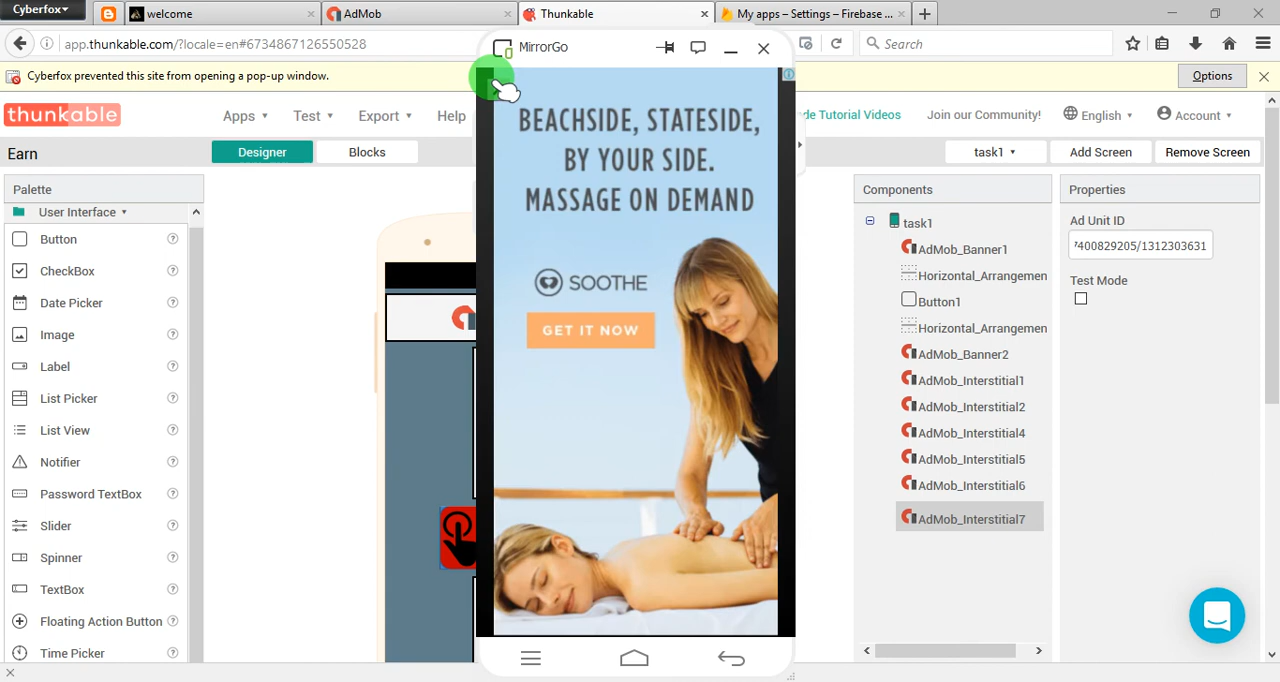 Cyberfox
welcome
AdMob
Thunkable
My apps – Settings – Firebase ...
app.thunkable.com/?locale=en#6734867126550528
Search
Cyberfox prevented this site from opening a pop-up window.
Options
MirrorGo
thunkable
Apps
Test
Export
Help
de Tutorial Videos
Join our Community!
English
Account
Earn
Designer
Blocks
task1
Add Screen
Remove Screen
Palette
User Interface
Button
CheckBox
Date Picker
Image
Label
List Picker
List View
Notifier
Password TextBox
Slider
Spinner
TextBox
Floating Action Button
Time Picker
BEACHSIDE, STATESIDE,
BY YOUR SIDE.
MASSAGE ON DEMAND
SOOTHE
GET IT NOW
Components
task1
AdMob_Banner1
Horizontal_Arrangemen
Button1
Horizontal_Arrangemen
AdMob_Banner2
AdMob_Interstitial1
AdMob_Interstitial2
AdMob_Interstitial4
AdMob_Interstitial5
AdMob_Interstitial6
AdMob_Interstitial7
Properties
Ad Unit ID
7400829205/1312303631
Test Mode